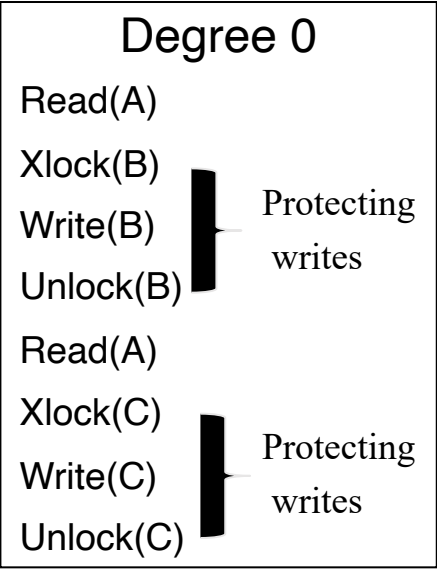 Degree 0
Read(A)
Xlock(B)
Write(B)
Unlock(B)
Protecting
writes
Read(A)
Xlock(C)
Write(C)
Unlock(C)
Protecting
writes